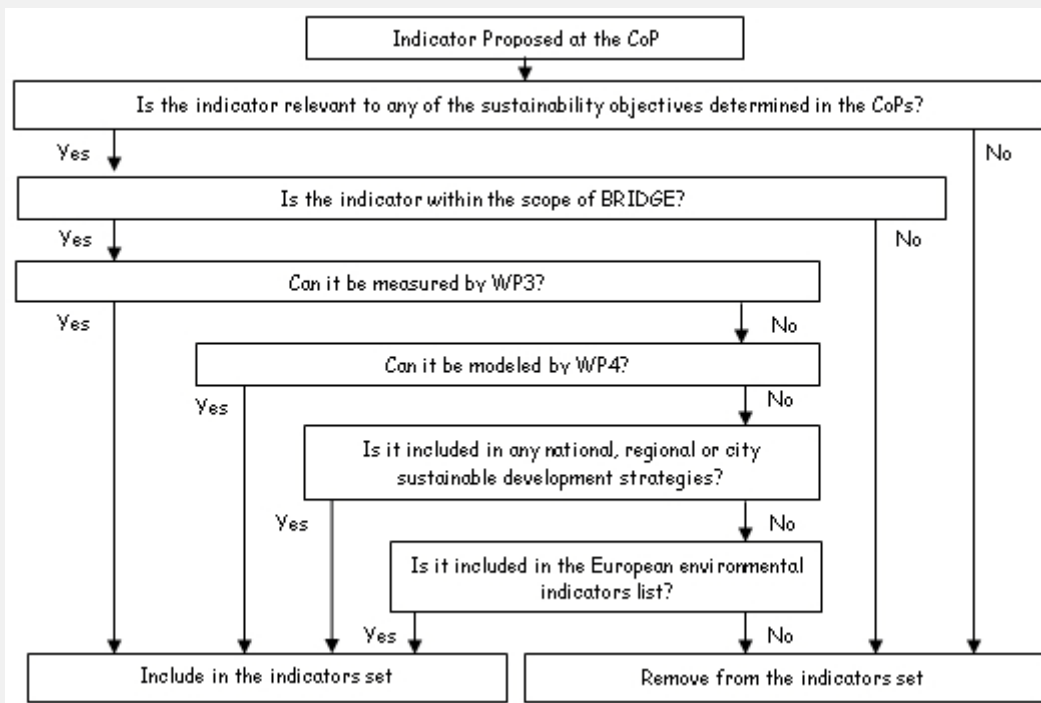 Indicator Proposed at the CoP
Is the indicator relevant to any of the sustainability objectives determined in the CoPs?
Yes
No
Is the indicator within the scope of BRIDGE?
Yes
No
Can it be measured by WP3?
Yes
No
Can it be modeled by WP4?
Yes
No
Is it included in any national, regional or city
sustainable development strategies?
Yes
No
Is it included in the European environmental
indicators list?
Yes
No
Include in the indicators set
Remove from the indicators set